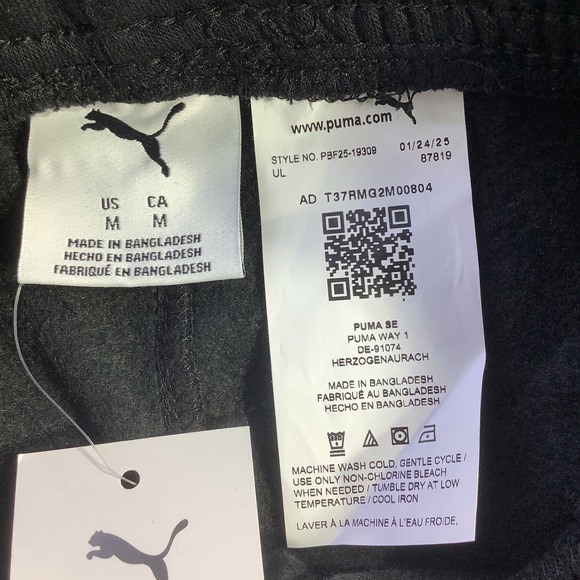 US CA
M M
MADE IN BANGLADESH
HECHO EN BANGLADESH
FABRIQUÉ EN BANGLADESH
www.puma.com
STYLE NO. PBF25-19309 01/24/25
UL 87819
AD T37RMG2M00804
PUMA SE
PUMA WAY 1
DE-91074
HERZOGENAURACH
MADE IN BANGLADESH
FABRIQUÉ AU BANGLADESH
HECHO EN BANGLADESH
MACHINE WASH COLD, GENTLE CYCLE /
USE ONLY NON-CHLORINE BLEACH
WHEN NEEDED / TUMBLE DRY AT LOW
TEMPERATURE / COOL IRON
LAVER À LA MACHINE À L'EAU FROIDE,